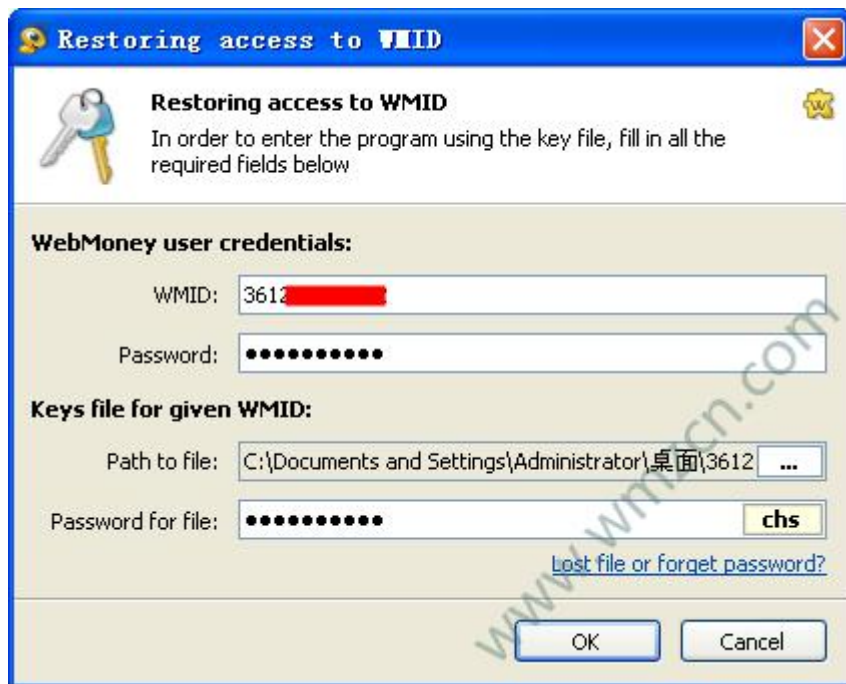 Restoring access to WMID
Restoring access to WMID
In order to enter the program using the key file, fill in all the
required fields below
WebMoney user credentials:
WMID: 3612
Password: ●●●●●●●●●●
Keys file for given WMID:
Path to file: C:\Documents and Settings\Administrator\桌面\3612 ...
Password for file: ●●●●●●●●●● chs
Lost file or forget password?
OK Cancel
www.wmzcn.com